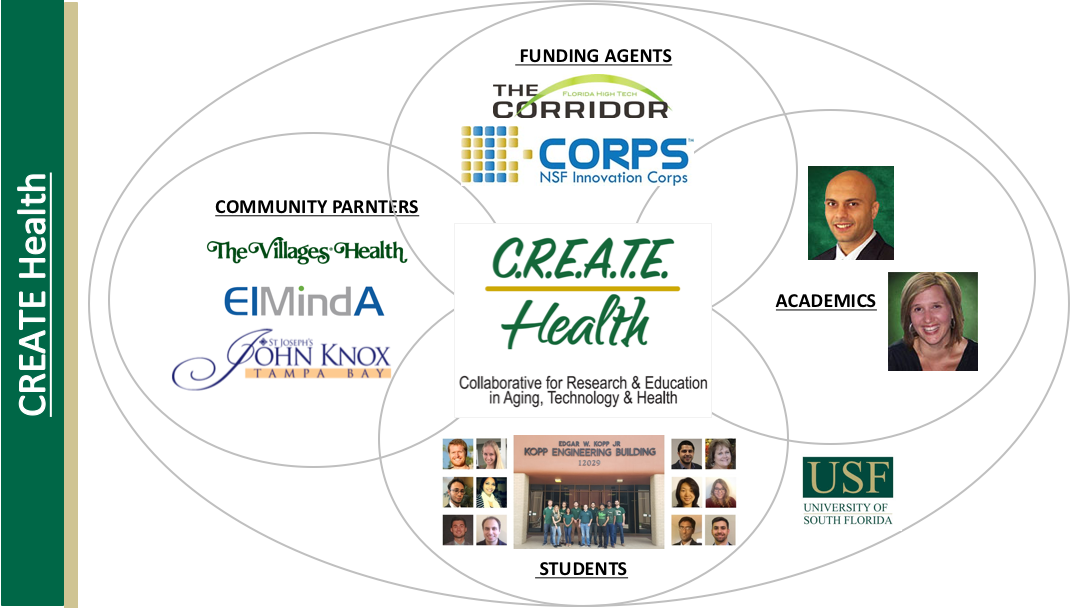 CREATE Health
FUNDING AGENTS
THE
FLORIDA HIGH TECH
CORRIDOR
CORPS™
NSF Innovation Corps
COMMUNITY PARNTERS
The Villages® Health
ElMindA
ST JOSEPH'S
JOHN KNOX
TAMPA BAY
C.R.E.A.T.E.
Health
Collaborative for Research & Education
in Aging, Technology & Health
ACADEMICS
EDGAR W. KOPP JR
KOPP ENGINEERING BUILDING
12029
STUDENTS
USF
UNIVERSITY OF
SOUTH FLORIDA